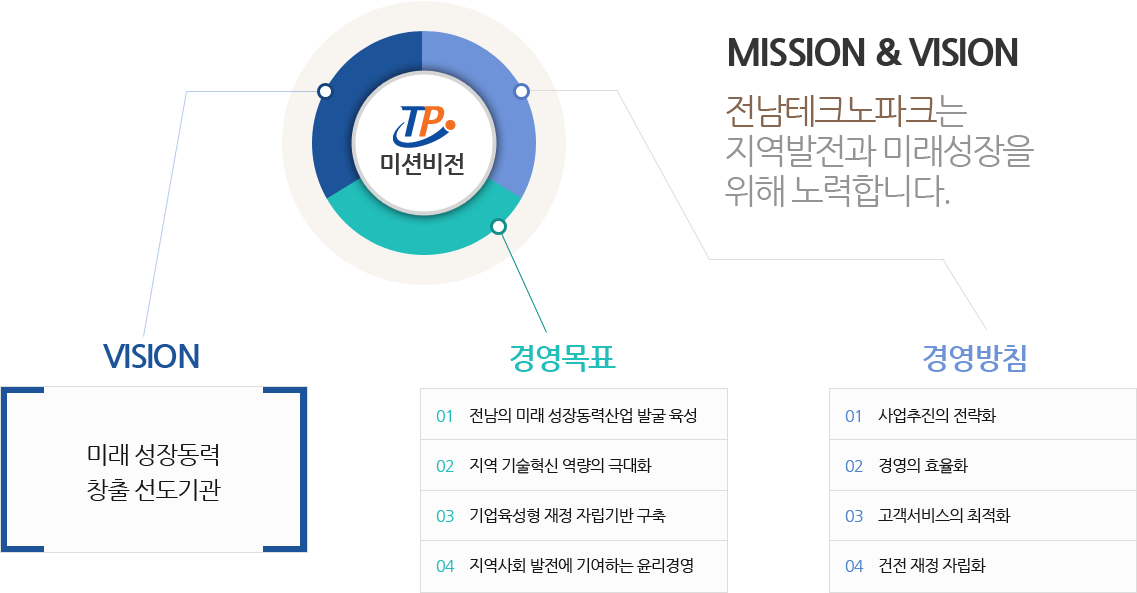 MISSION & VISION
전남테크노파크는
지역발전과 미래성장을
위해 노력합니다.
TP
미션비전
VISION
미래 성장동력
창출 선도기관
경영목표
01 전남의 미래 성장동력산업 발굴 육성
02 지역 기술혁신 역량의 극대화
03 기업육성형 재정 자립기반 구축
04 지역사회 발전에 기여하는 윤리경영
경영방침
01 사업추진의 전략화
02 경영의 효율화
03 고객서비스의 최적화
04 건전 재정 자립화